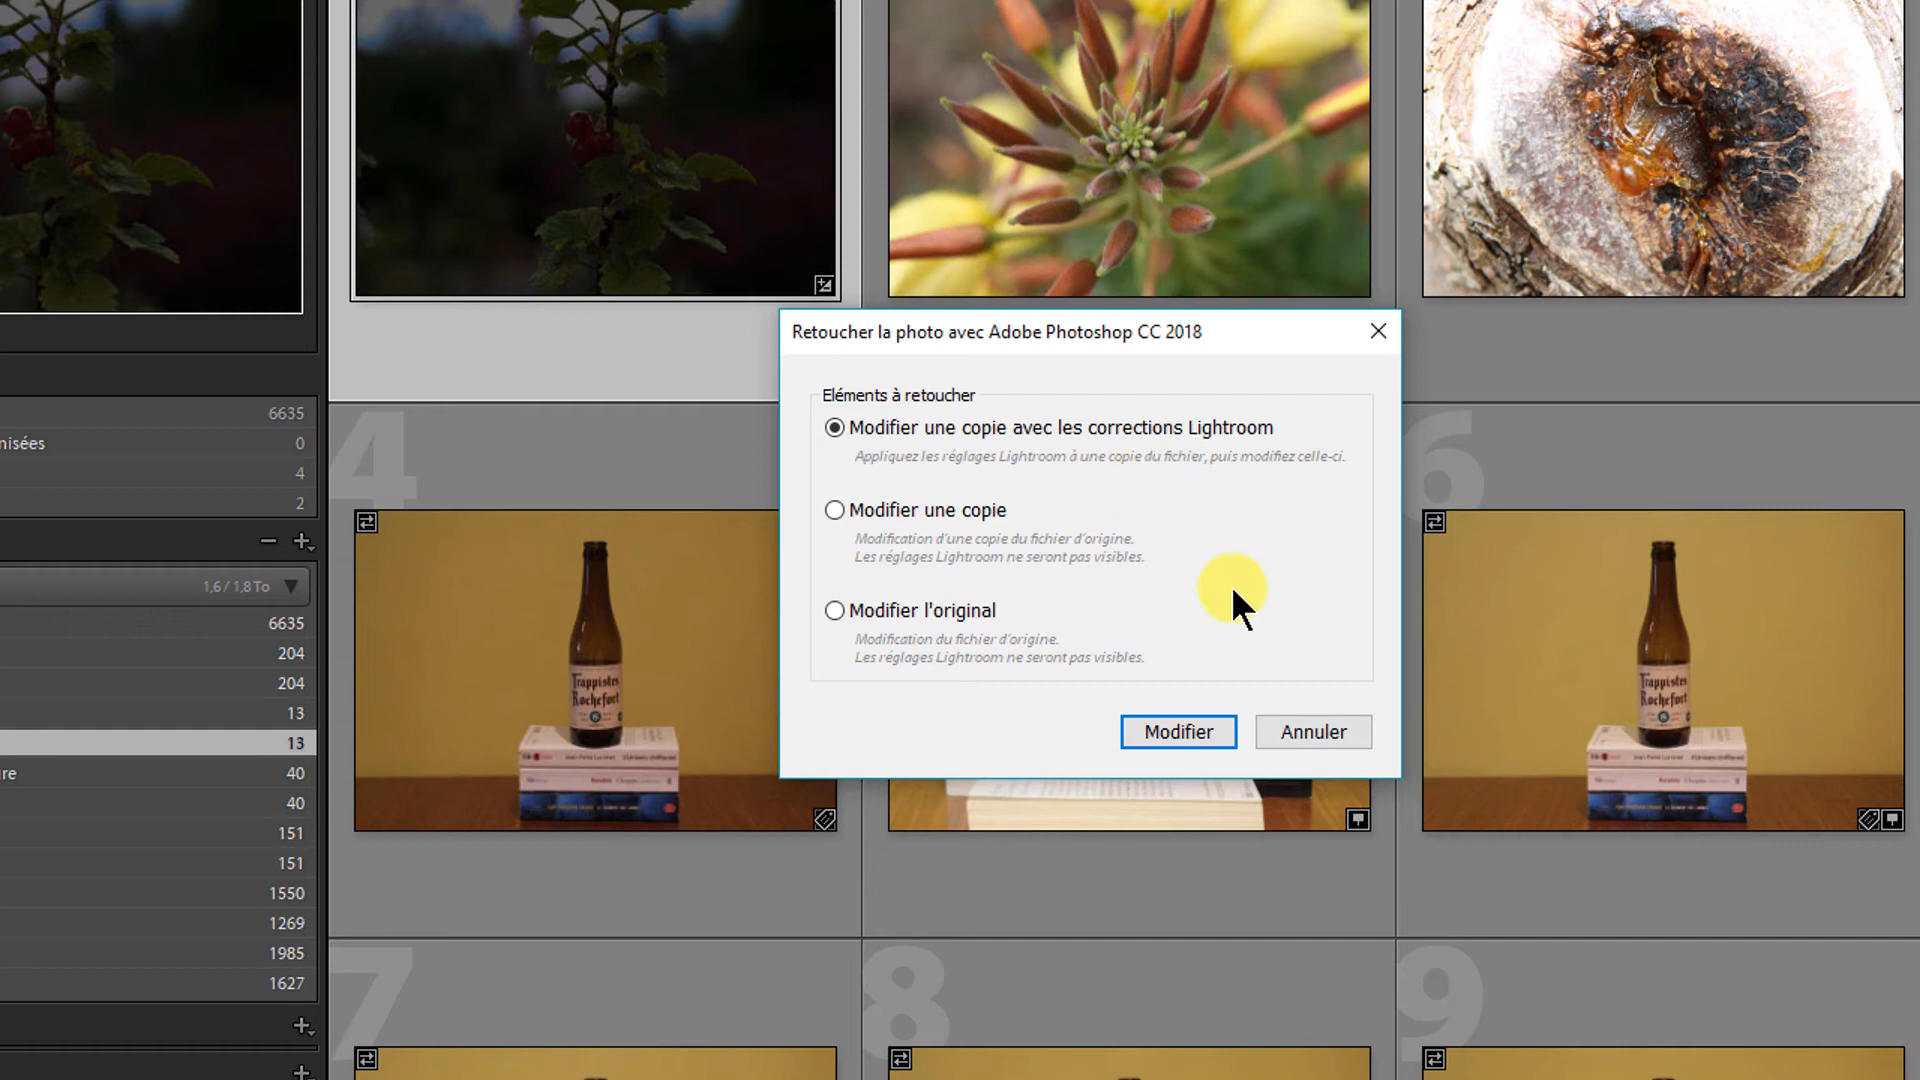 Retoucher la photo avec Adobe Photoshop CC 2018
Eléments à retoucher
Modifier une copie avec les corrections Lightroom
Appliquez les réglages Lightroom à une copie du fichier, puis modifiez celle-ci.
Modifier une copie
Modification d'une copie du fichier d'origine.
Les réglages Lightroom ne seront pas visibles.
Modifier l'original
Modification du fichier d'origine.
Les réglages Lightroom ne seront pas visibles.
Modifier
Annuler
6635
nisées 0
4
2
1,6 / 1,8 To
6635
204
204
13
13
re 40
40
151
151
1550
1269
1985
1627
4
6
7
8
9
Trappistes
Rochefort
Trappistes
Rochefort